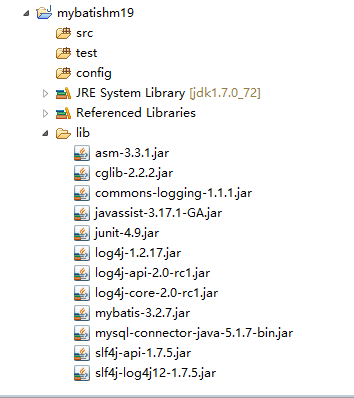 mybatishm19
src
test
config
JRE System Library [jdk1.7.0_72]
Referenced Libraries
lib
asm-3.3.1.jar
cglib-2.2.2.jar
commons-logging-1.1.1.jar
javassist-3.17.1-GA.jar
junit-4.9.jar
log4j-1.2.17.jar
log4j-api-2.0-rc1.jar
log4j-core-2.0-rc1.jar
mybatis-3.2.7.jar
mysql-connector-java-5.1.7-bin.jar
slf4j-api-1.7.5.jar
slf4j-log4j12-1.7.5.jar